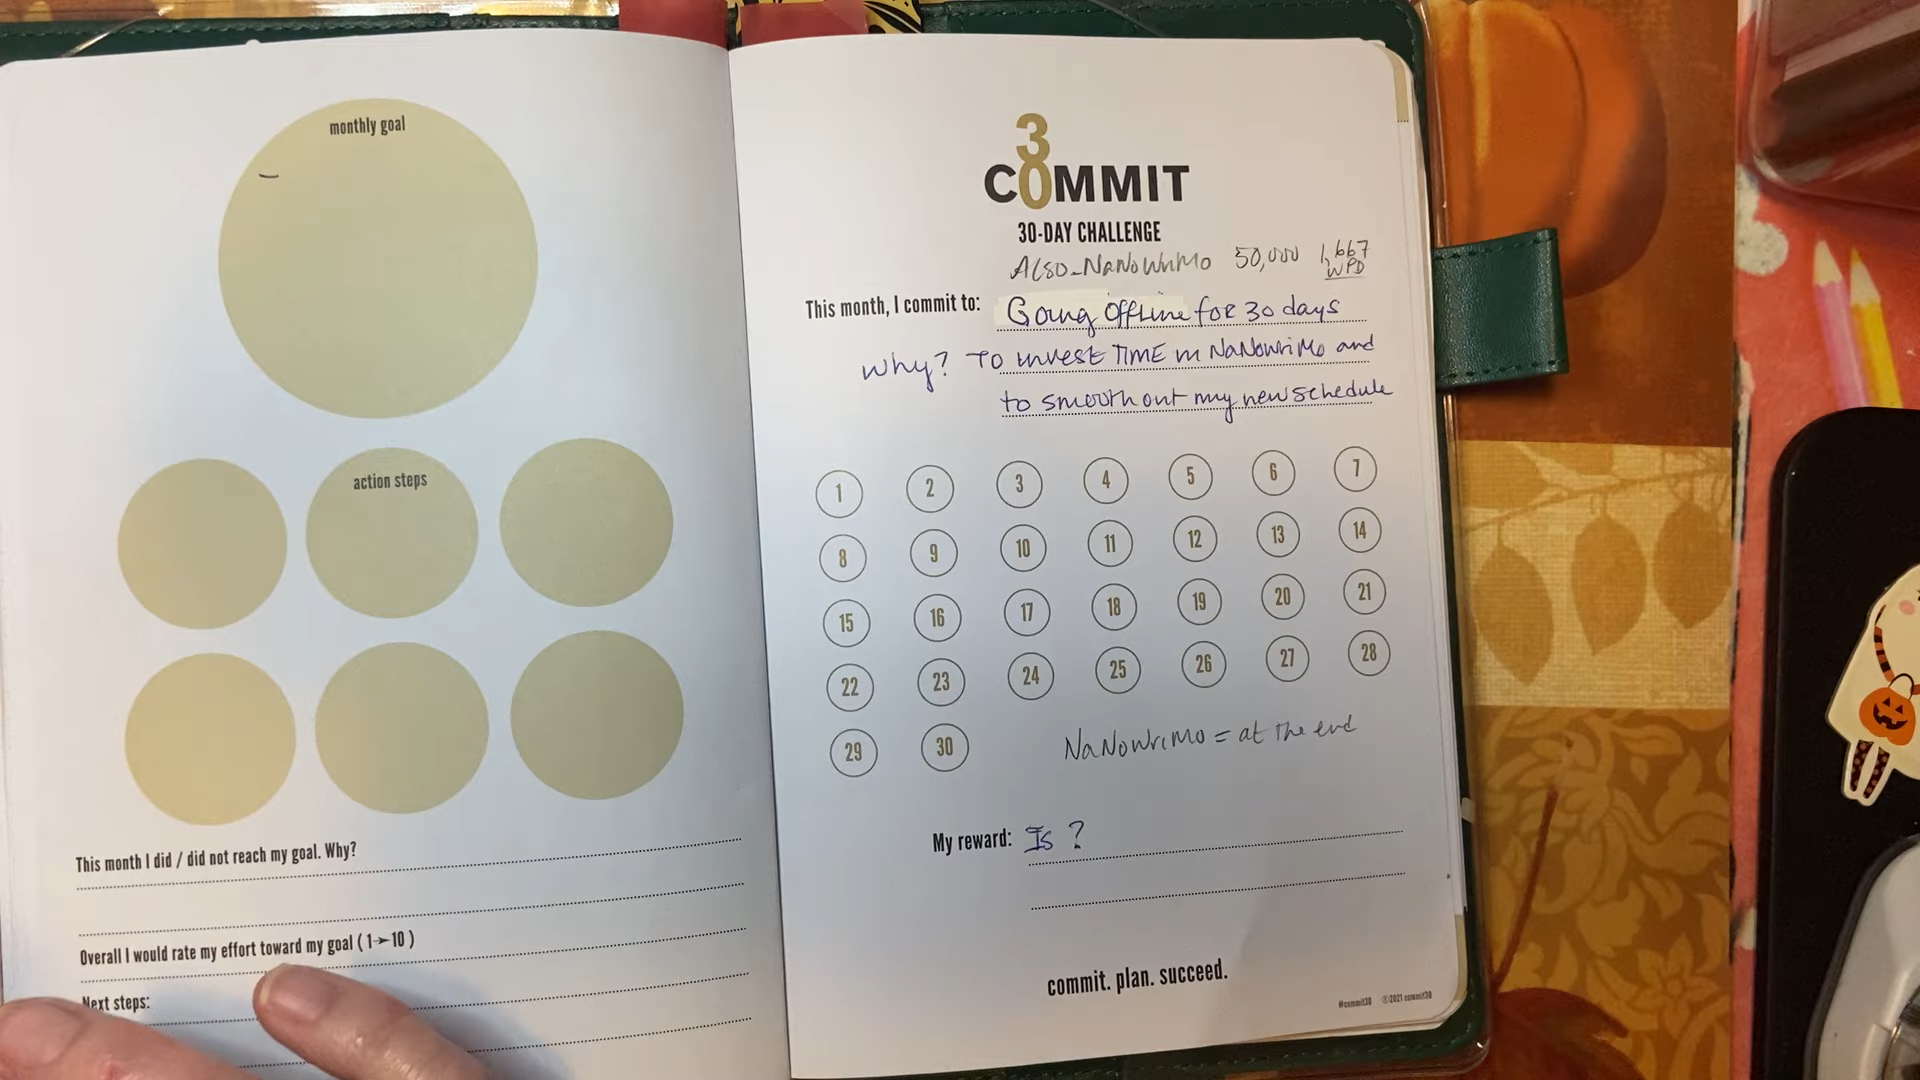 monthly goal
action steps
This month I did / did not reach my goal. Why?
Overall I would rate my effort toward my goal (1➛10)
Next steps:
3
COMMIT
30-DAY CHALLENGE
Also-NaNoWriMo 50,000 1,667
WPD
This month, I commit to: Going OffLine for 30 days
Why? To invest TIME in NaNoWriMo and
to smooth out my new schedule
1 2 3 4 5 6 7
8 9 10 11 12 13 14
15 16 17 18 19 20 21
22 23 24 25 26 27 28
29 30 NaNoWriMo = at the end
My reward: Is ?
commit. plan. succeed.
#commit30 ©2021 commit30